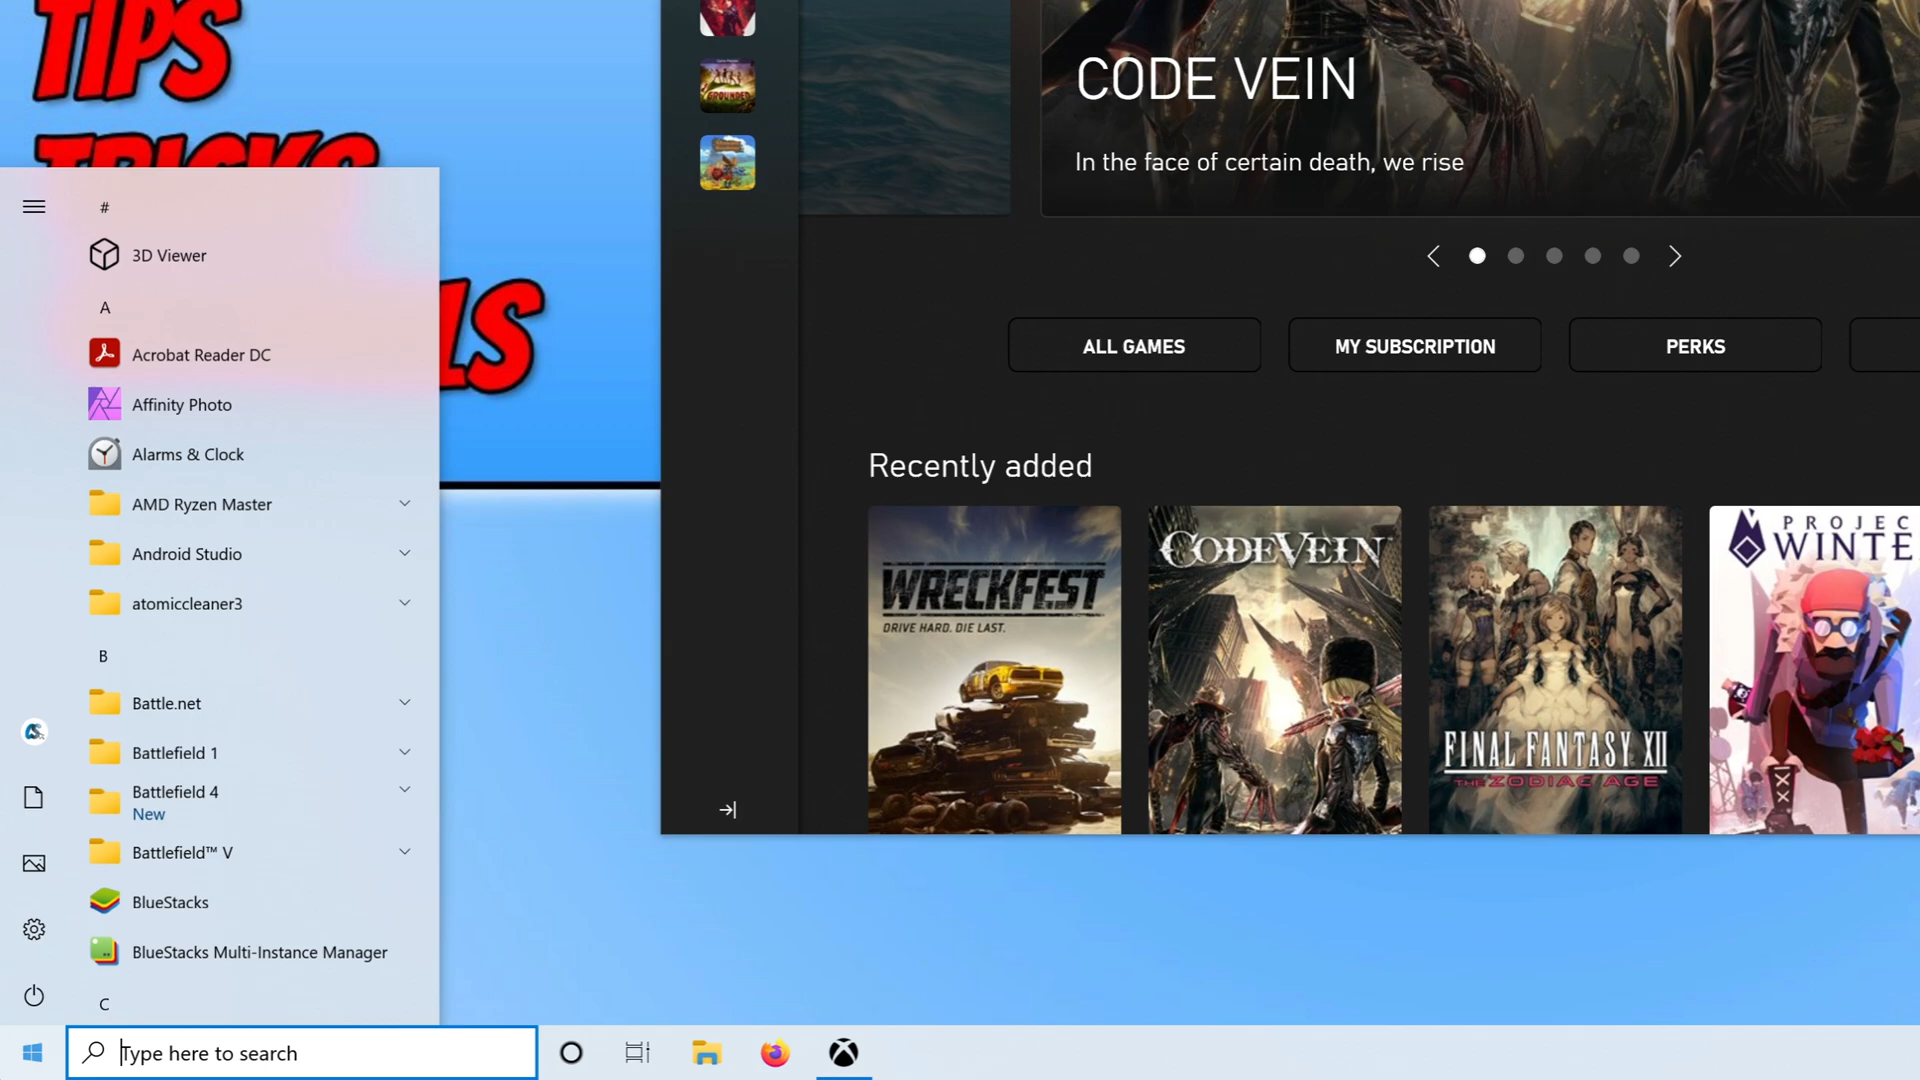 TIPS
TRICKS
LS
#
3D Viewer
A
Acrobat Reader DC
Affinity Photo
Alarms & Clock
AMD Ryzen Master
Android Studio
atomiccleaner3
B
Battle.net
Battlefield 1
Battlefield 4
New
Battlefield™ V
BlueStacks
BlueStacks Multi-Instance Manager
C
Type here to search
GROUNDED
CODE VEIN
In the face of certain death, we rise
ALL GAMES
MY SUBSCRIPTION
PERKS
Recently added
WRECKFEST
DRIVE HARD. DIE LAST.
CODE VEIN
FINAL FANTASY XII
THE ZODIAC AGE
PROJEC
WINTE